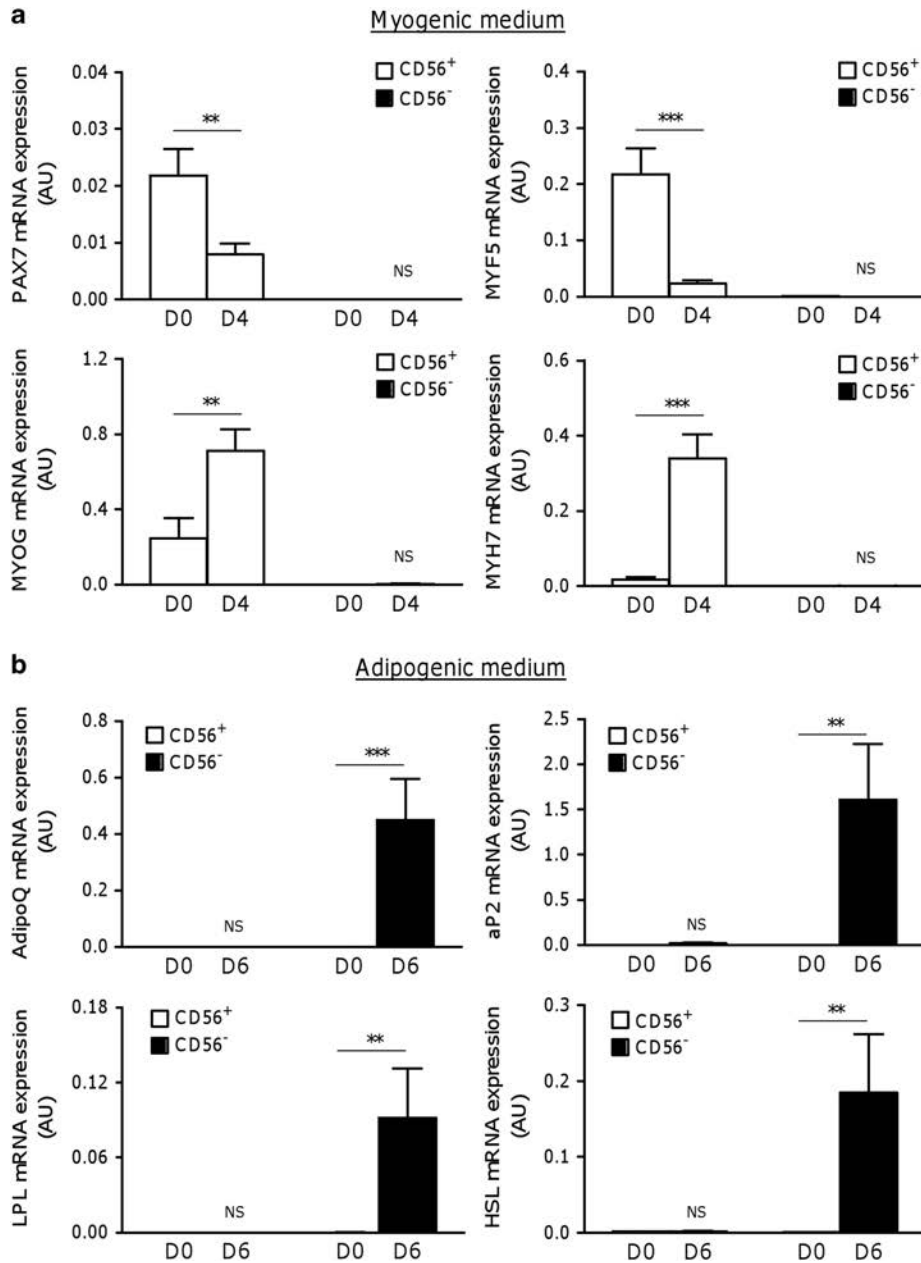 a
Myogenic medium
PAX7 mRNA expression
(AU)
0.04
0.03
0.02
0.01
0.00
**
CD56+
CD56-
NS
D0 D4 D0 D4
MYF5 mRNA expression
(AU)
0.4
0.3
0.2
0.1
0.0
***
CD56+
CD56-
NS
D0 D4 D0 D4
MYOG mRNA expression
(AU)
1.2
0.8
0.4
0.0
**
CD56+
CD56-
NS
D0 D4 D0 D4
MYH7 mRNA expression
(AU)
0.6
0.4
0.2
0.0
***
CD56+
CD56-
NS
D0 D4 D0 D4
b
Adipogenic medium
AdipoQ mRNA expression
(AU)
0.8
0.6
0.4
0.2
0.0
CD56+
CD56-
***
NS
D0 D6 D0 D6
aP2 mRNA expression
(AU)
2.5
2.0
1.5
1.0
0.5
0.0
CD56+
CD56-
**
NS
D0 D6 D0 D6
LPL mRNA expression
(AU)
0.18
0.12
0.06
0.00
CD56+
CD56-
**
NS
D0 D6 D0 D6
HSL mRNA expression
(AU)
0.3
0.2
0.1
0.0
CD56+
CD56-
**
NS
D0 D6 D0 D6